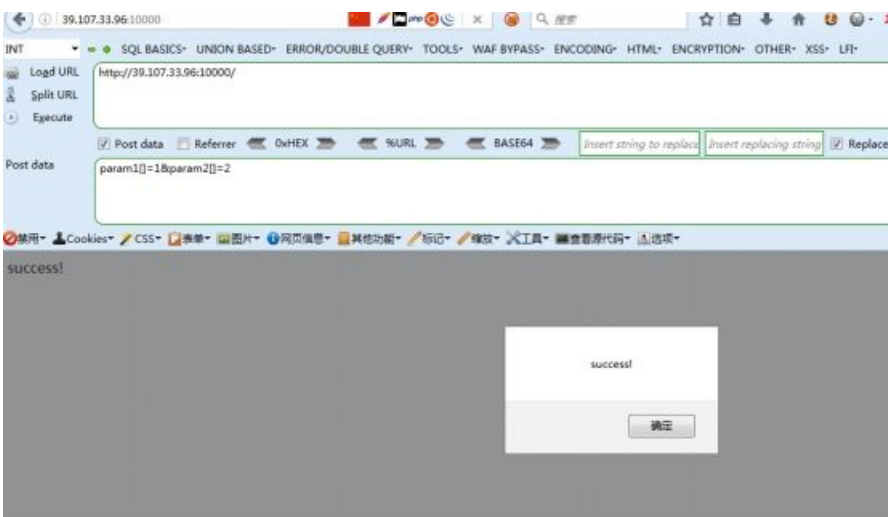 39.107.33.96:10000
搜索
INT SQL BASICS UNION BASED ERROR/DOUBLE QUERY TOOLS WAF BYPASS ENCODING HTML ENCRYPTION OTHER XSS LFI
Load URL http://39.107.33.96:10000/
Split URL
Execute
Post data Referrer 0xHEX %URL BASE64 Insert string to replace Insert replacing string Replace
Post data param1[]=1&param2[]=2
禁用 Cookies CSS 表单 图片 网页信息 其他功能 标记 缩放 工具 查看源代码 选项
success!
success!
确定